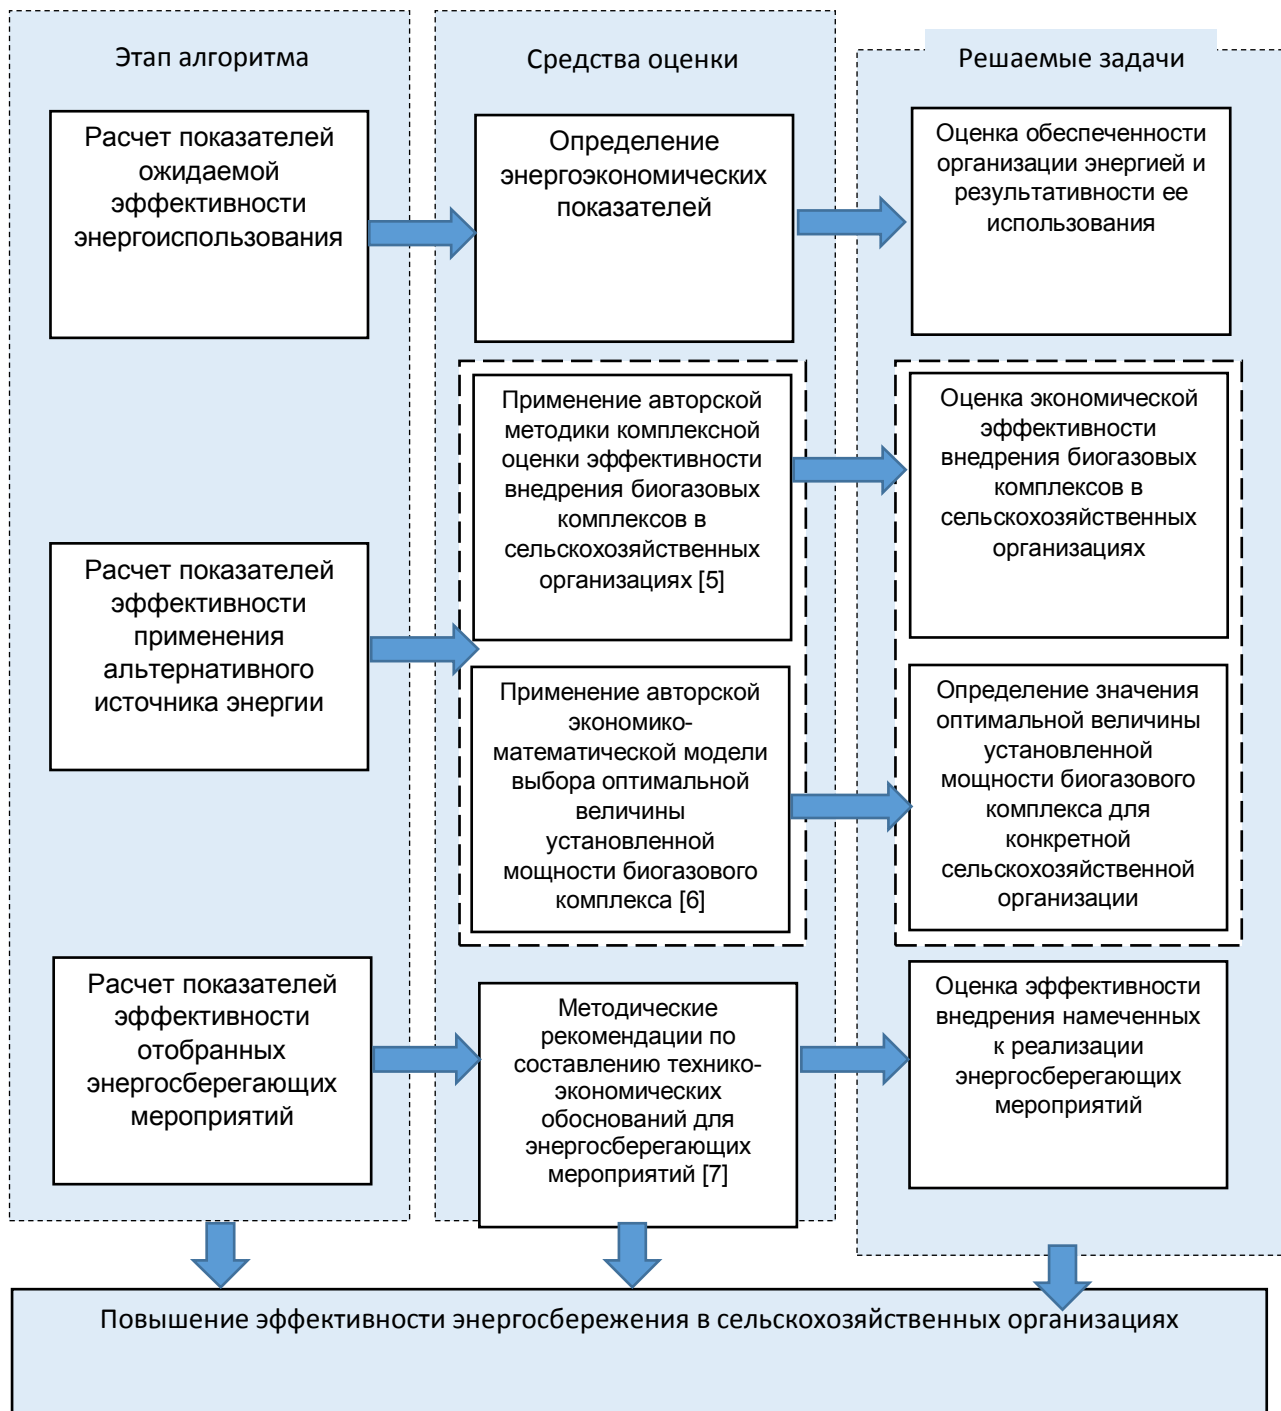 Этап алгоритма
Расчет показателей
ожидаемой
эффективности
энергоиспользования
Расчет показателей
эффективности
применения
альтернативного
источника энергии
Расчет показателей
эффективности
отобранных
энергосберегающих
мероприятий
Средства оценки
Определение
энергоэкономических
показателей
Применение авторской
методики комплексной
оценки эффективности
внедрения биогазовых
комплексов в
сельскохозяйственных
организациях [5]
Применение авторской
экономико-
математической модели
выбора оптимальной
величины
установленной
мощности биогазового
комплекса [6]
Методические
рекомендации по
составлению технико-
экономических
обоснований для
энергосберегающих
мероприятий [7]
Решаемые задачи
Оценка обеспеченности
организации энергией и
результативности ее
использования
Оценка экономической
эффективности
внедрения биогазовых
комплексов в
сельскохозяйственных
организациях
Определение значения
оптимальной величины
установленной
мощности биогазового
комплекса для
конкретной
сельскохозяйственной
организации
Оценка эффективности
внедрения намеченных
к реализации
энергосберегающих
мероприятий
Повышение эффективности энергосбережения в сельскохозяйственных организациях